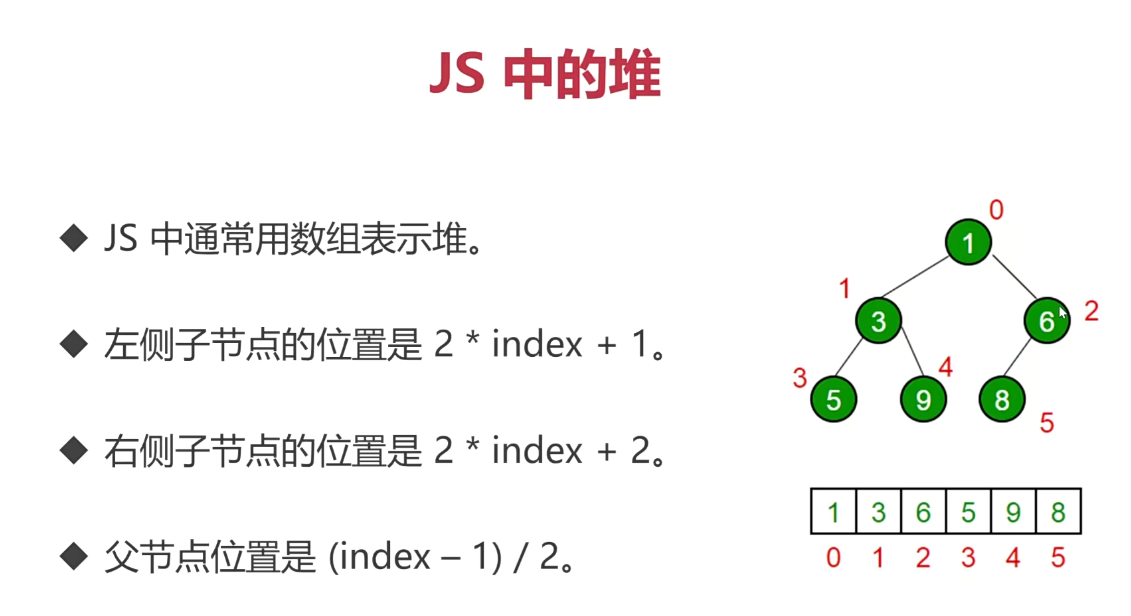 JS 中的堆
◆ JS 中通常用数组表示堆。
◆ 左侧子节点的位置是 2 * index + 1。
◆ 右侧子节点的位置是 2 * index + 2。
◆ 父节点位置是 (index – 1) / 2。
0
1
1
3
6
2
3
5
9
4
8
5
1 3 6 5 9 8
0 1 2 3 4 5